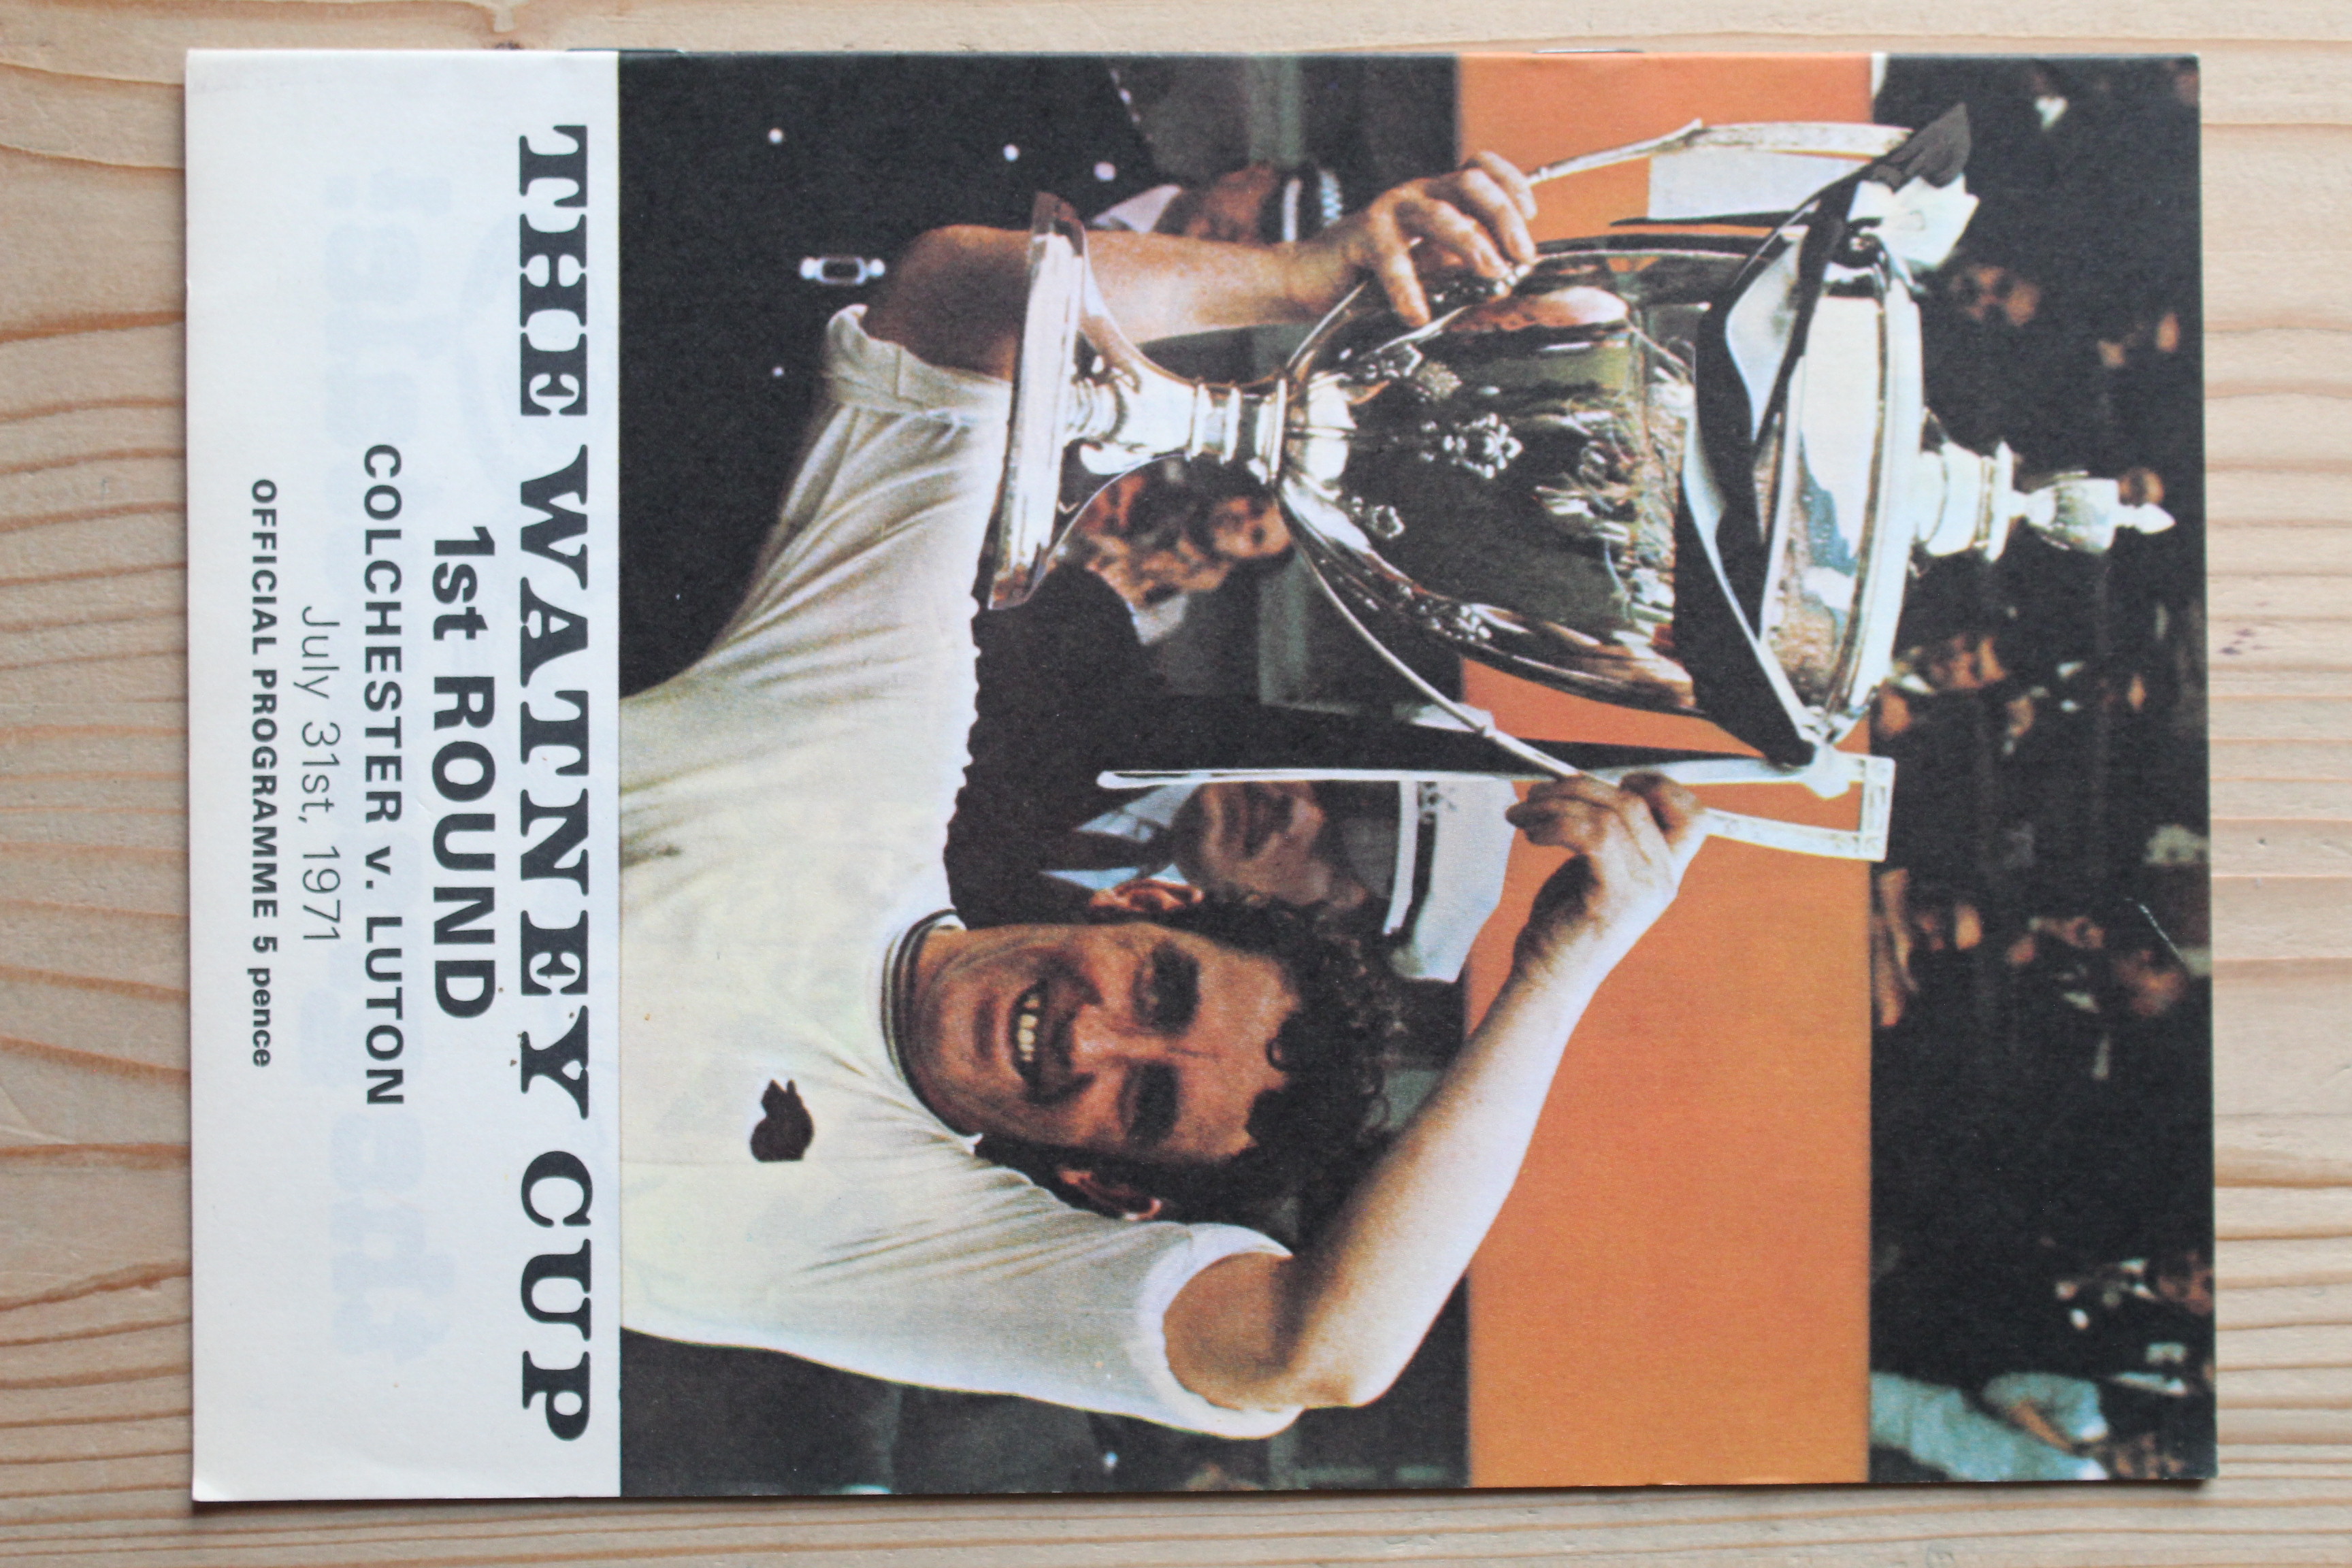 THE WATNEY CUP
1st ROUND
COLCHESTER v. LUTON
July 31st, 1971
OFFICIAL PROGRAMME 5 pence